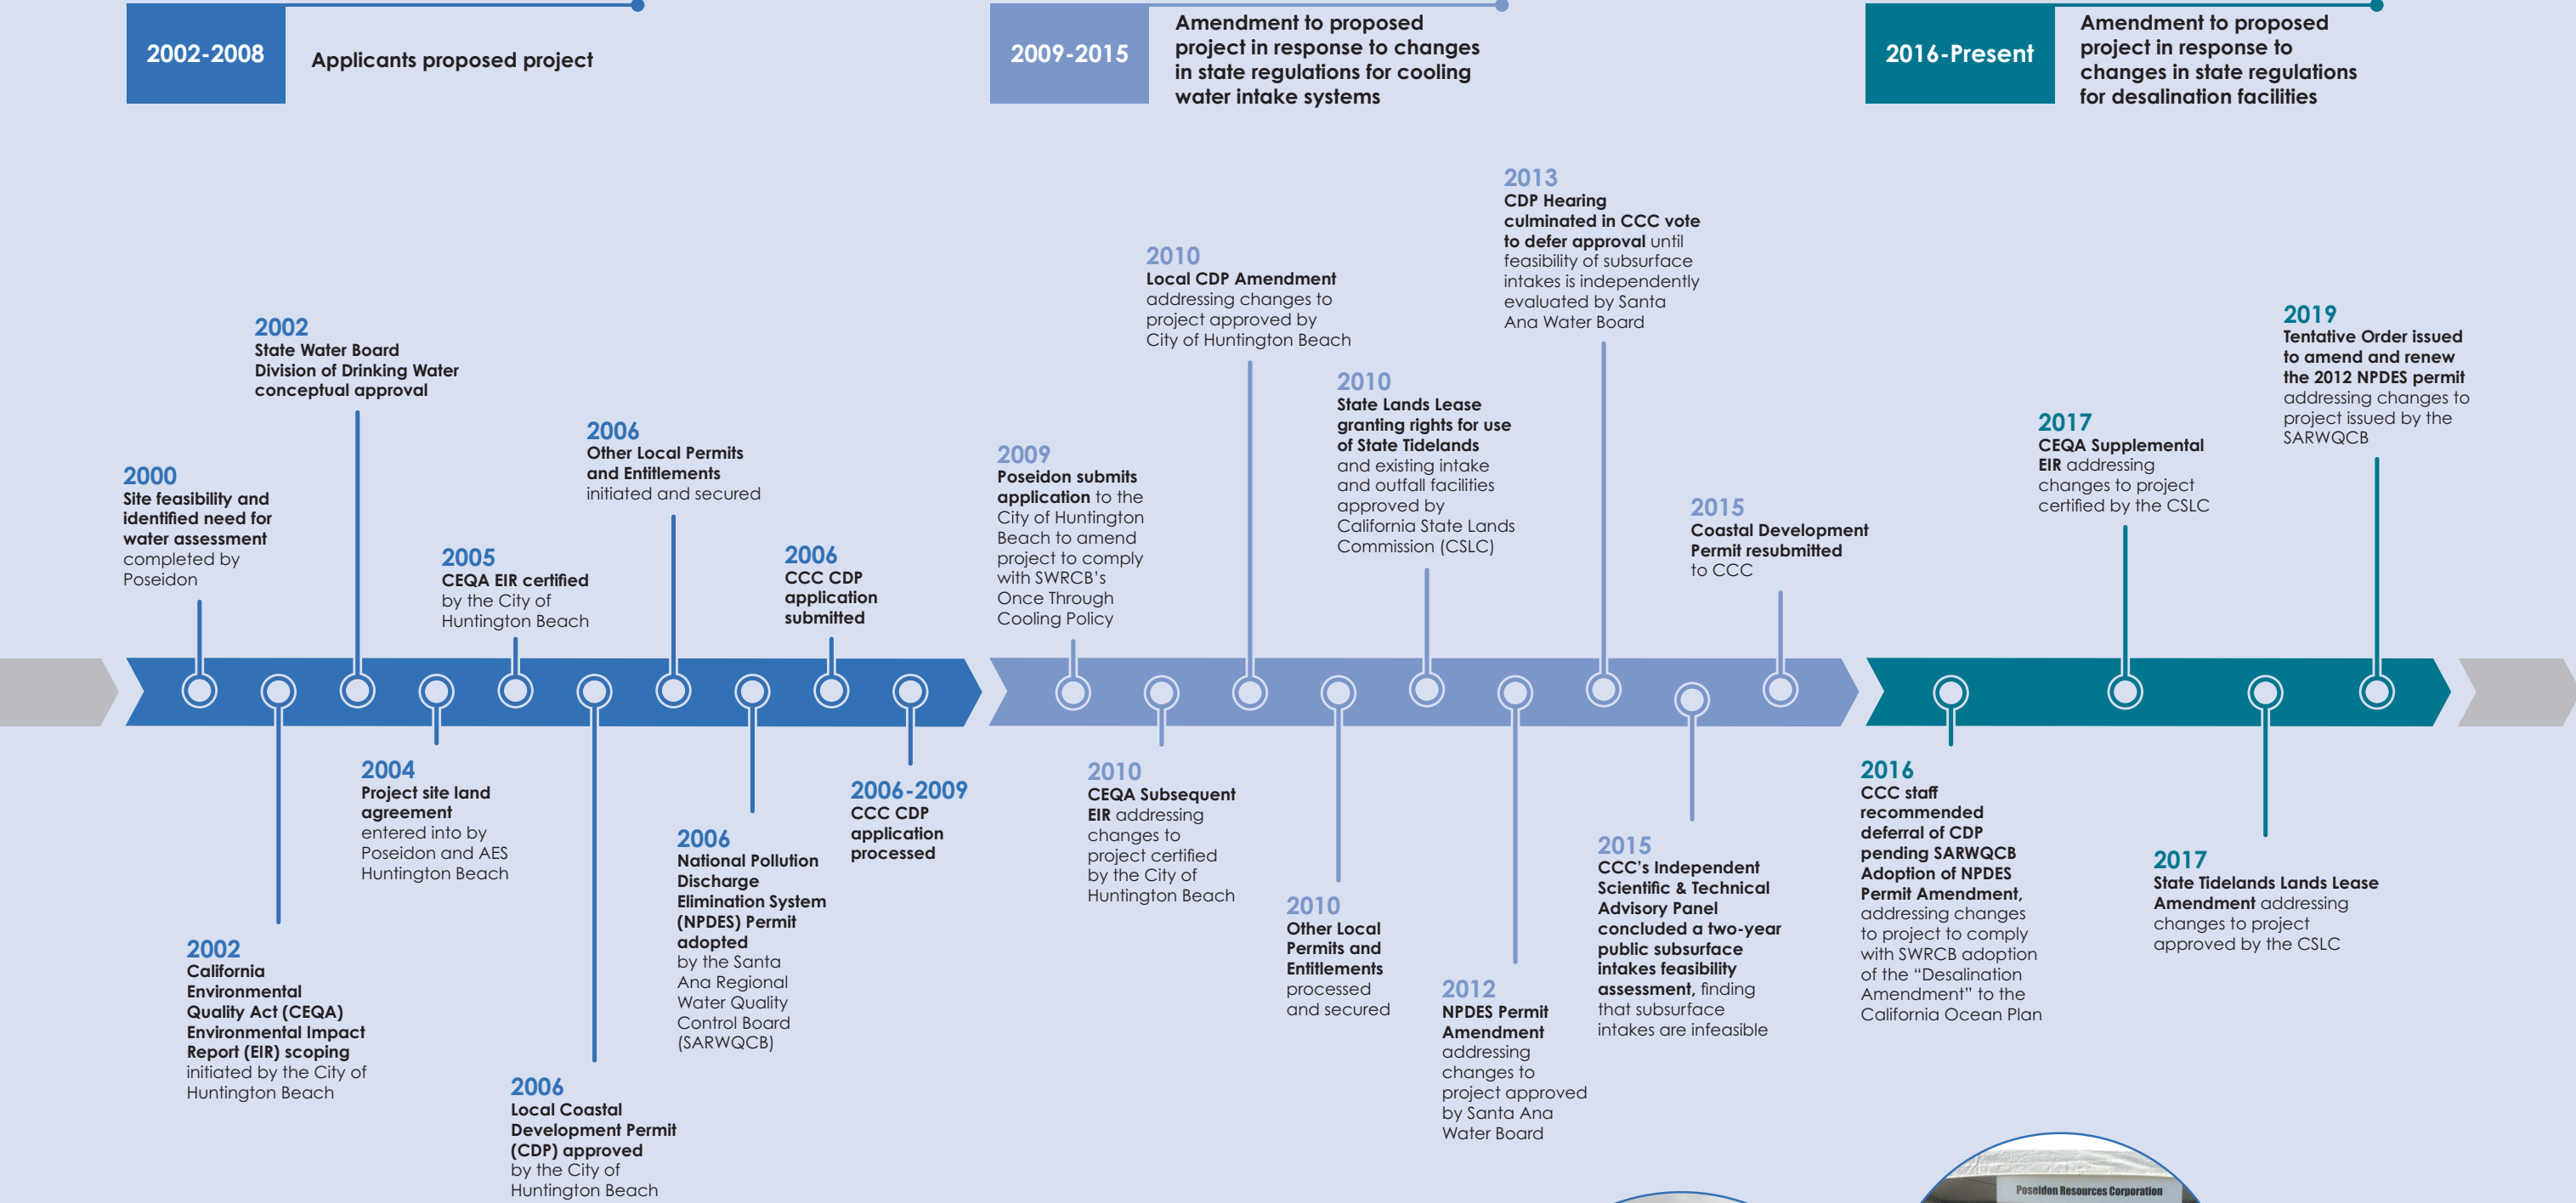 2002-2008
Applicants proposed project
2009-2015
Amendment to proposed
project in response to changes
in state regulations for cooling
water intake systems
2016-Present
Amendment to proposed
project in response to
changes in state regulations
for desalination facilities
2000
Site feasibility and
identified need for
water assessment
completed by
Poseidon
2002
California
Environmental
Quality Act (CEQA)
Environmental Impact
Report (EIR) scoping
initiated by the City of
Huntington Beach
2002
State Water Board
Division of Drinking Water
conceptual approval
2004
Project site land
agreement
entered into by
Poseidon and AES
Huntington Beach
2005
CEQA EIR certified
by the City of
Huntington Beach
2006
Local Coastal
Development Permit
(CDP) approved
by the City of
Huntington Beach
2006
Other Local Permits
and Entitlements
initiated and secured
2006
National Pollution
Discharge
Elimination System
(NPDES) Permit
adopted
by the Santa
Ana Regional
Water Quality
Control Board
(SARWQCB)
2006
CCC CDP
application
submitted
2006-2009
CCC CDP
application
processed
2009
Poseidon submits
application to the
City of Huntington
Beach to amend
project to comply
with SWRCB's
Once Through
Cooling Policy
2010
CEQA Subsequent
EIR addressing
changes to
project certified
by the City of
Huntington Beach
2010
Local CDP Amendment
addressing changes to
project approved by
City of Huntington Beach
2010
Other Local
Permits and
Entitlements
processed
and secured
2010
State Lands Lease
granting rights for use
of State Tidelands
and existing intake
and outfall facilities
approved by
California State Lands
Commission (CSLC)
2012
NPDES Permit
Amendment
addressing
changes to
project approved
by Santa Ana
Water Board
2013
CDP Hearing
culminated in CCC vote
to defer approval until
feasibility of subsurface
intakes is independently
evaluated by Santa
Ana Water Board
2015
CCC's Independent
Scientific & Technical
Advisory Panel
concluded a two-year
public subsurface
intakes feasibility
assessment, finding
that subsurface
intakes are infeasible
2015
Coastal Development
Permit resubmitted
to CCC
2016
CCC staff
recommended
deferral of CDP
pending SARWQCB
Adoption of NPDES
Permit Amendment,
addressing changes
to project to comply
with SWRCB adoption
of the “Desalination
Amendment” to the
California Ocean Plan
2017
CEQA Supplemental
EIR addressing
changes to project
certified by the CSLC
2017
State Tidelands Lands Lease
Amendment addressing
changes to project
approved by the CSLC
2019
Tentative Order issued
to amend and renew
the 2012 NPDES permit
addressing changes to
project issued by the
SARWQCB
Poseidon Resources Corporation